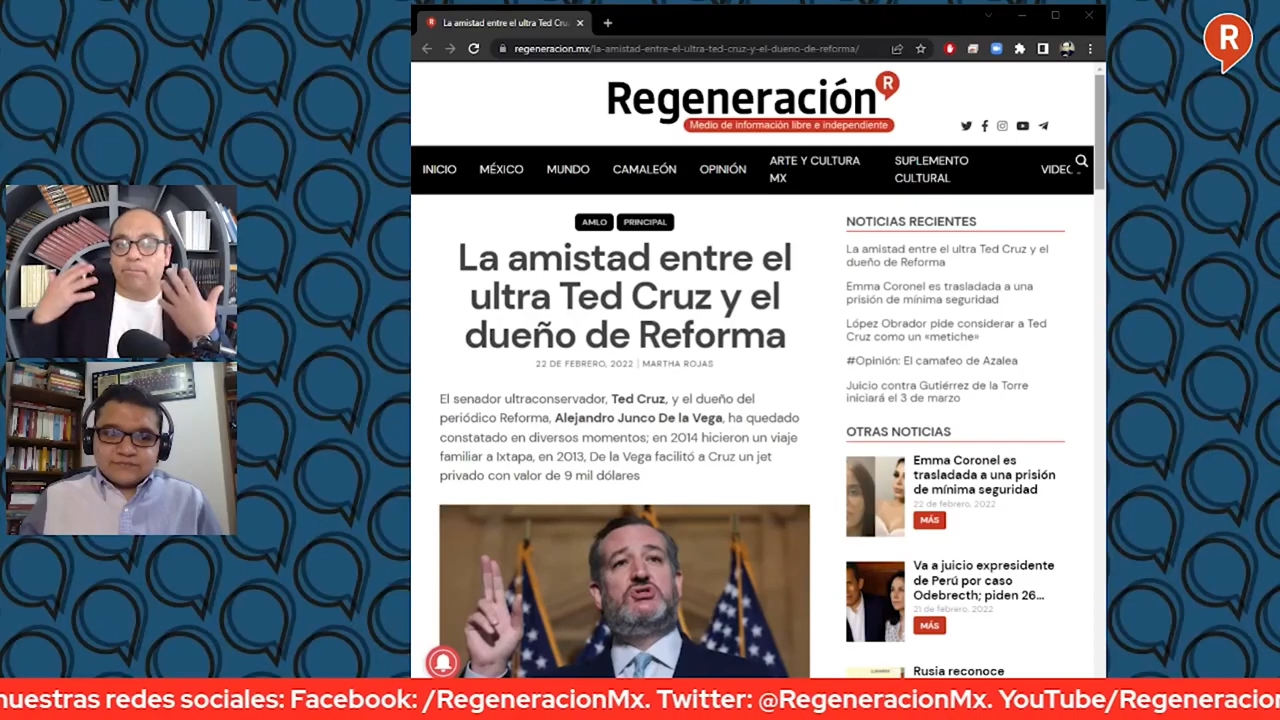 La amistad entre el ultra Ted Cru
regeneracion.mx/la-amistad-entre-el-ultra-ted-cruz-y-el-dueno-de-reforma/
R
Regeneración
R
Medio de información libre e independiente
INICIO
MÉXICO
MUNDO
CAMALEÓN
OPINIÓN
ARTE Y CULTURA
MX
SUPLEMENTO
CULTURAL
VIDEO
AMLO
PRINCIPAL
La amistad entre el
ultra Ted Cruz y el
dueño de Reforma
22 DE FEBRERO, 2022 | MARTHA ROJAS
El senador ultraconservador, Ted Cruz, y el dueño del
periódico Reforma, Alejandro Junco De la Vega, ha quedado
constatado en diversos momentos; en 2014 hicieron un viaje
familiar a Ixtapa, en 2013, De la Vega facilitó a Cruz un jet
privado con valor de 9 mil dólares
NOTICIAS RECIENTES
La amistad entre el ultra Ted Cruz y el
dueño de Reforma
Emma Coronel es trasladada a una
prisión de mínima seguridad
López Obrador pide considerar a Ted
Cruz como un «metiche»
#Opinión: El camafeo de Azalea
Juicio contra Gutiérrez de la Torre
iniciará el 3 de marzo
OTRAS NOTICIAS
Emma Coronel es
trasladada a una prisión
de mínima seguridad
22 de febrero, 2022
MÁS
Va a juicio expresidente
de Perú por caso
Odebrecth; piden 26...
21 de febrero, 2022
MÁS
Rusia reconoce
nuestras redes sociales: Facebook: /RegeneracionMx. Twitter: @RegeneracionMx. YouTube/Regeneracion